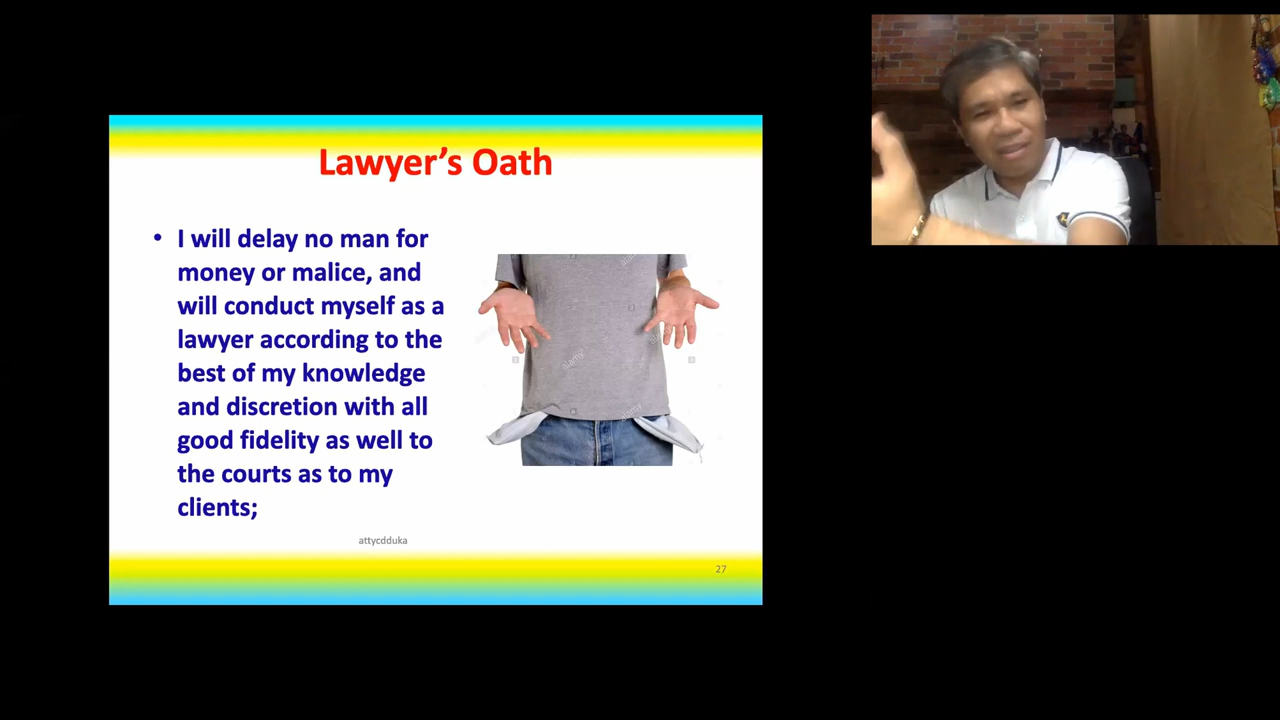 Lawyer’s Oath
• I will delay no man for
money or malice, and
will conduct myself as a
lawyer according to the
best of my knowledge
and discretion with all
good fidelity as well to
the courts as to my
clients;
alamy
attycdduka
27